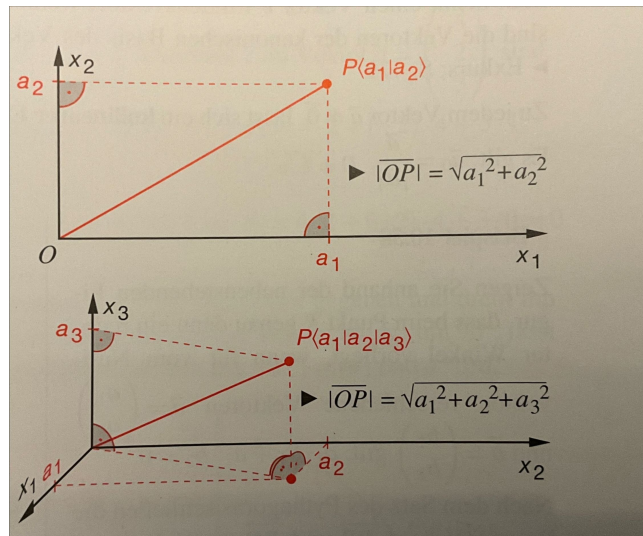 x₂
a₂
P⟨a₁|a₂⟩
► |OP| = √a₁²+a₂²
O
a₁
x₁
x₃
a₃
P⟨a₁|a₂|a₃⟩
► |OP| = √a₁²+a₂²+a₃²
a₂
x₂
a1
x₁